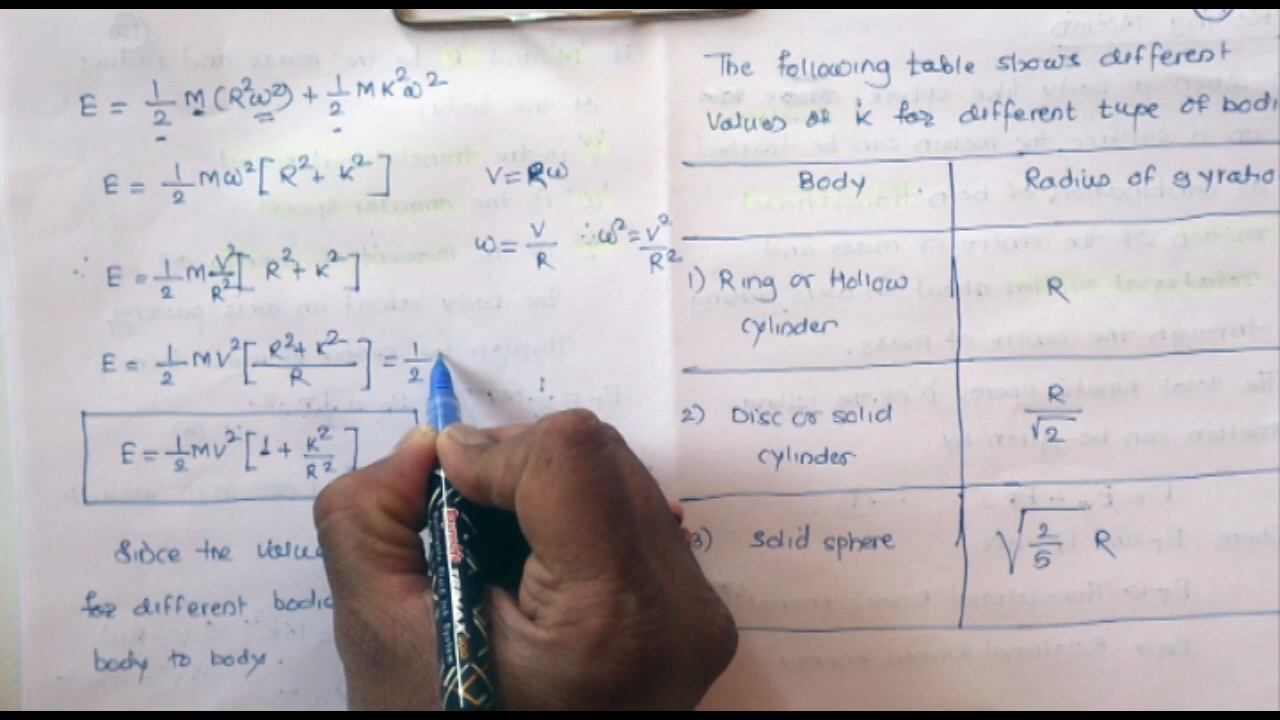 E = 1/2 M (R²ω²) + 1/2 MK²ω²
E = 1/2 Mω² [ R² + K² ]
V = Rω
ω = V/R ∴ ω² = V²/R²
∴ E = 1/2 M V²/R² [ R² + K² ]
E = 1/2 MV² [ (R² + K²)/R ] = 1/2
E = 1/2 MV² [ 1 + K²/R² ]
Since the
for different
body to body.
The following table shows different
Values of k for different type of
Body Radius of
1) Ring or Hollow R
cylinder
2) Disc or solid R/√2
cylinder
3) Solid sphere √(2/5) R